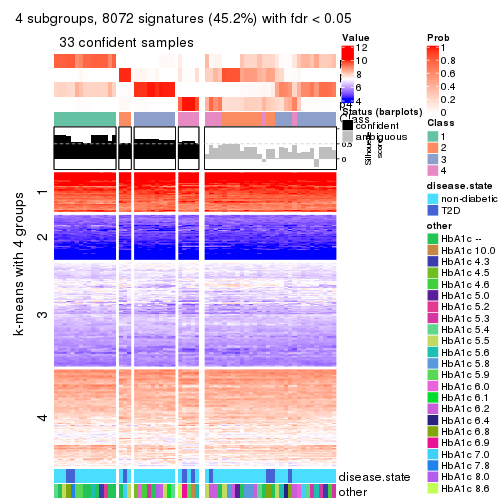 4 subgroups, 8072 signatures (45.2%) with fdr < 0.05
33 confident samples
k-means with 4 groups
1
2
3
4
Class
0.5
0
Silhouette
score
disease.state
other
Value
12
10
8
6
4
Status (barplots)
confident
ambiguous
Prob
1
0.8
0.6
0.4
0.2
0
Class
1
2
3
4
disease.state
non-diabetic
T2D
other
HbA1c --
HbA1c 10.0
HbA1c 4.3
HbA1c 4.5
HbA1c 4.6
HbA1c 5.0
HbA1c 5.2
HbA1c 5.3
HbA1c 5.4
HbA1c 5.5
HbA1c 5.6
HbA1c 5.8
HbA1c 5.9
HbA1c 6.0
HbA1c 6.1
HbA1c 6.2
HbA1c 6.4
HbA1c 6.8
HbA1c 6.9
HbA1c 7.0
HbA1c 7.8
HbA1c 8.0
HbA1c 8.6